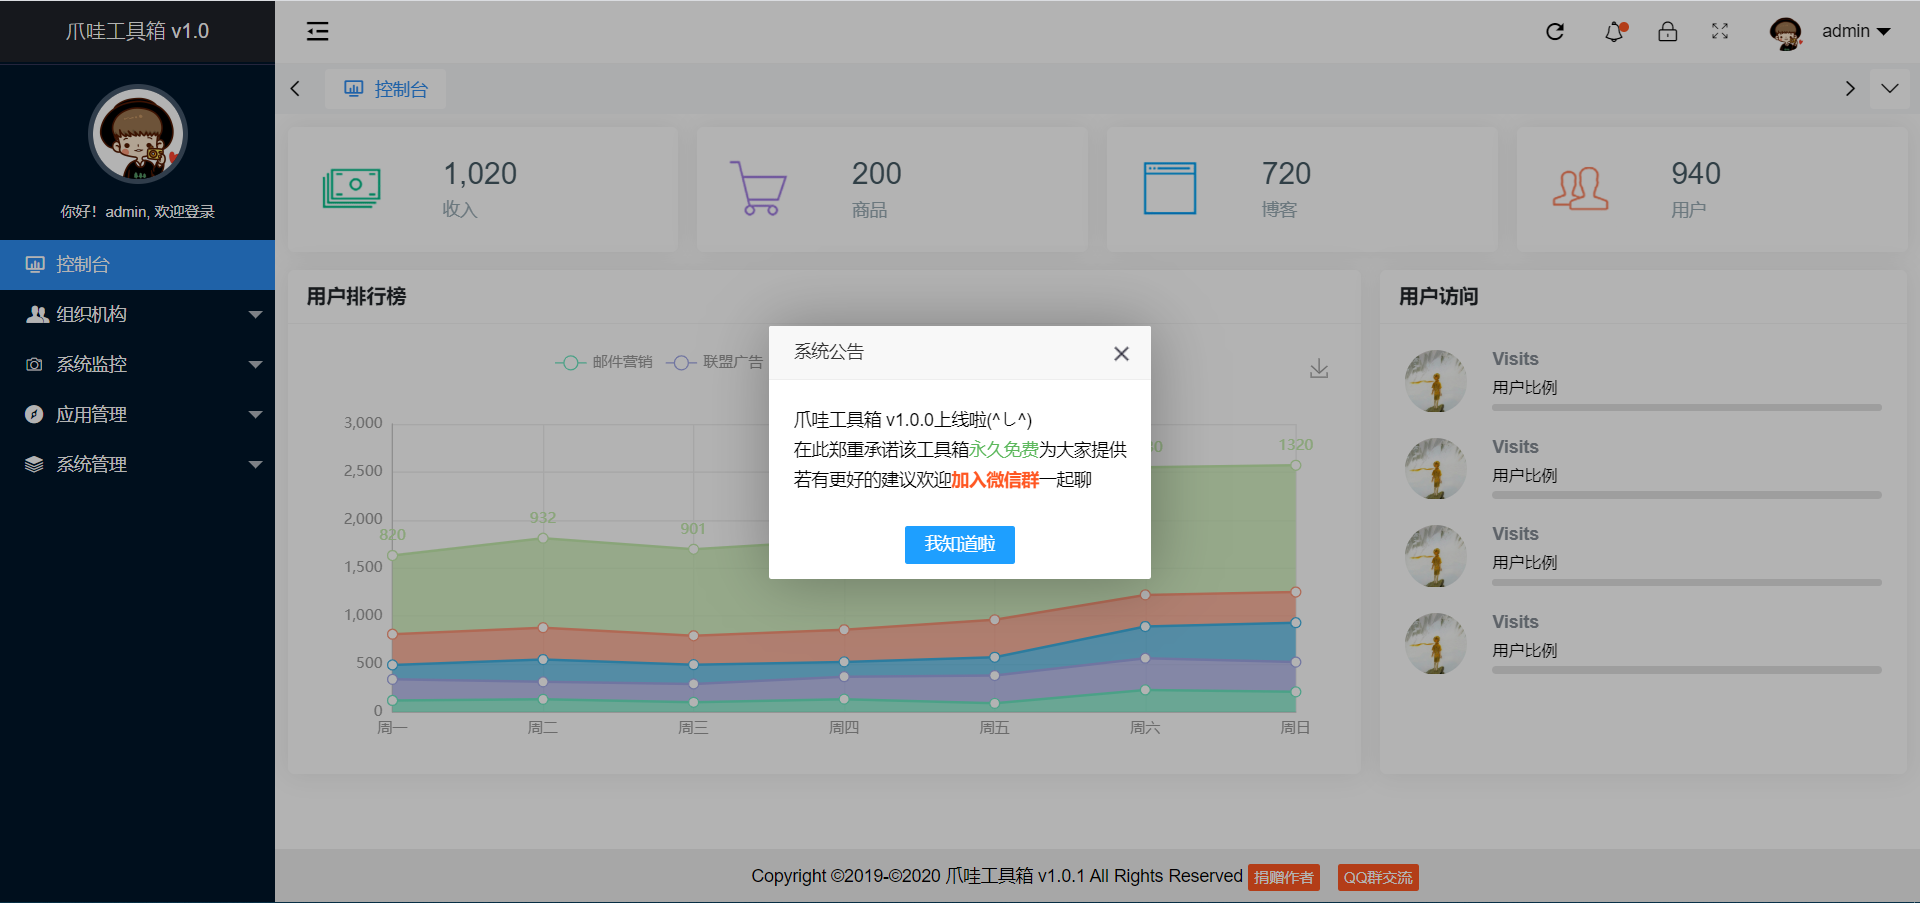 爪哇工具箱 v1.0
你好！admin, 欢迎登录
控制台
组织机构
系统监控
应用管理
系统管理
admin
控制台
1,020
收入
200
商品
720
博客
940
用户
用户排行榜
邮件营销 联盟广告
3,000
2,500
2,000
1,500
1,000
500
0
820
932
901
1320
周一 周二 周三 周四 周五 周六 周日
系统公告
爪哇工具箱 v1.0.0上线啦(^し^)
在此郑重承诺该工具箱永久免费为大家提供
若有更好的建议欢迎加入微信群一起聊
我知道啦
用户访问
Visits
用户比例
Visits
用户比例
Visits
用户比例
Visits
用户比例
Copyright ©2019-©2020 爪哇工具箱 v1.0.1 All Rights Reserved 捐赠作者 QQ群交流